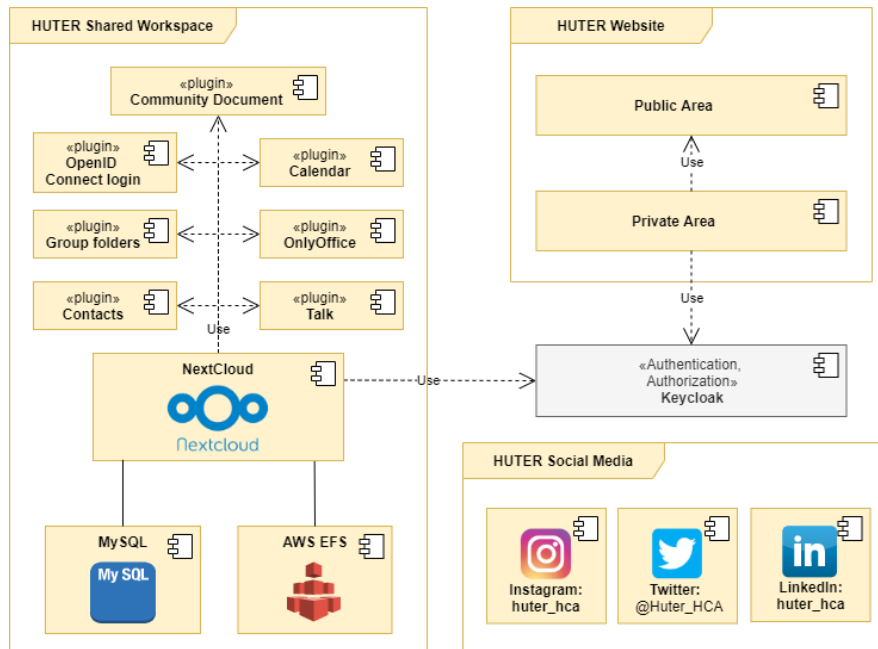 HUTER Shared Workspace
«plugin»
Community Document
«plugin»
OpenID
Connect login
«plugin»
Calendar
«plugin»
Group folders
«plugin»
OnlyOffice
«plugin»
Contacts
«plugin»
Talk
Use
NextCloud
Nextcloud
Use
MySQL
My SQL
AWS EFS
HUTER Website
Public Area
Use
Private Area
Use
«Authentication,
Authorization»
Keycloak
HUTER Social Media
Instagram:
huter_hca
Twitter:
@Huter_HCA
in
LinkedIn:
huter_hca